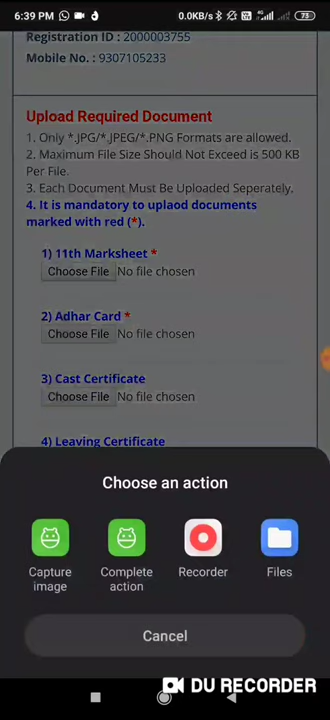 6:39 PM 0.0KB/s 73
Registration ID : 2000003755
Mobile No. : 9307105233
Upload Required Document
1. Only *.JPG/*.JPEG/*.PNG Formats are allowed.
2. Maximum File Size Should Not Exceed is 500 KB
Per File.
3. Each Document Must Be Uploaded Seperately.
4. It is mandatory to uplaod documents
marked with red (*).
1) 11th Marksheet *
Choose File No file chosen
2) Adhar Card *
Choose File No file chosen
3) Cast Certificate
Choose File No file chosen
4) Leaving Certificate
Choose an action
Capture image
Complete action
Recorder
Files
Cancel
DU RECORDER